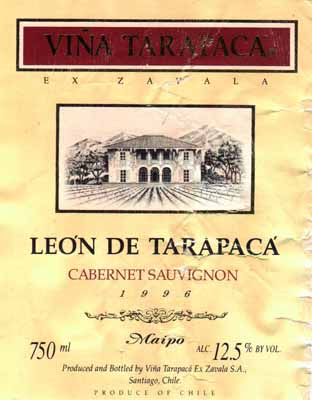 VIÑA TARAPACA
EX ZAVALA
LEÓN DE TARAPACÁ
CABERNET SAUVIGNON
1996
Maipo
750 ml ALC. 12.5% BY VOL.
Produced and Bottled by Viña Tarapacá Ex Zavala S.A.,
Santiago, Chile.
PRODUCE OF CHILE